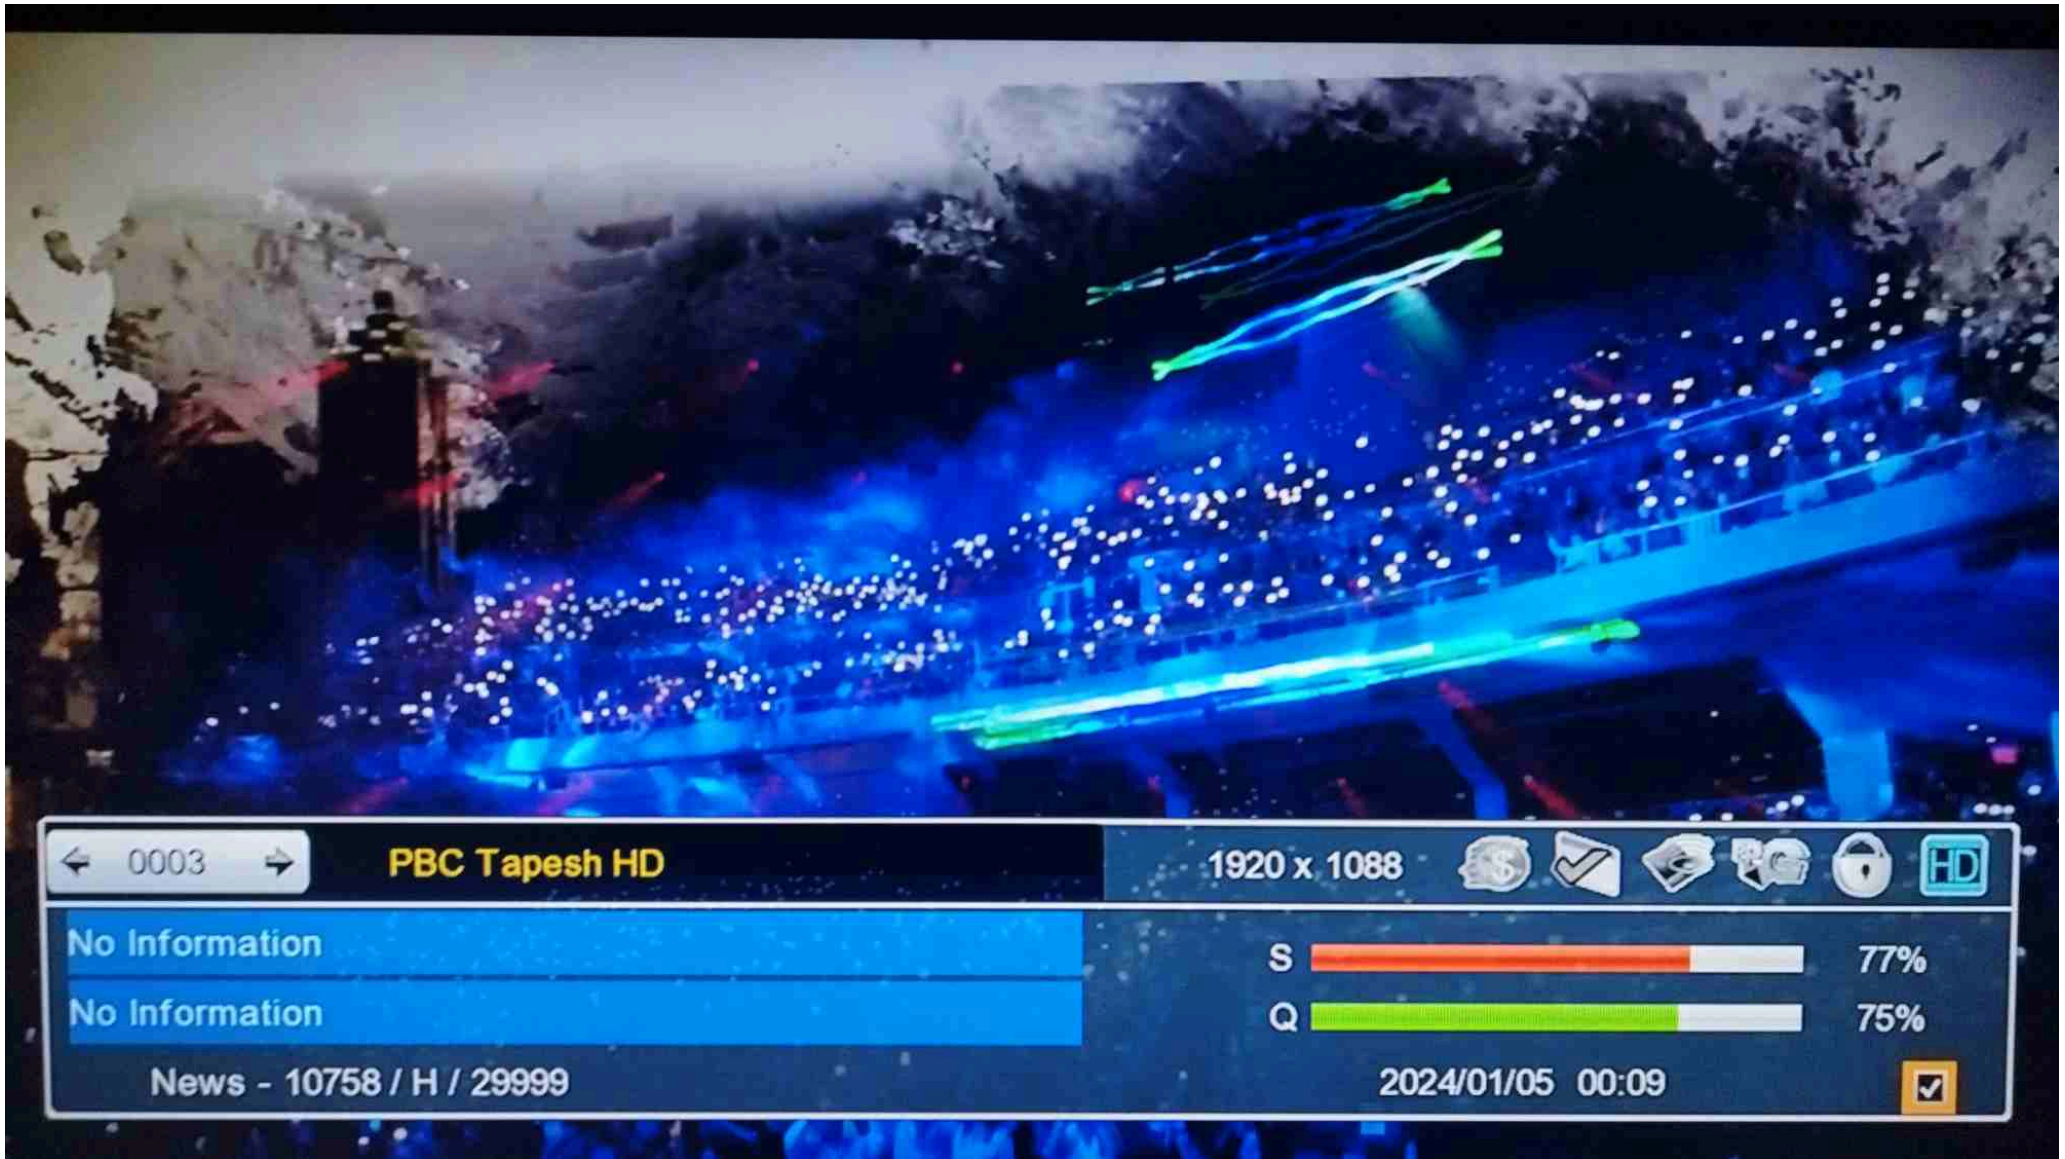 0003
PBC Tapesh HD
1920 x 1088
HD
No Information
No Information
S 77%
Q 75%
News - 10758 / H / 29999
2024/01/05 00:09